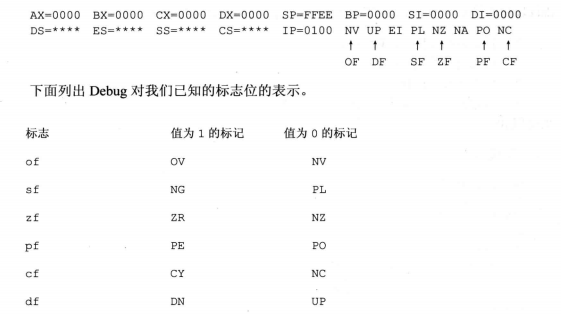 AX=0000 BX=0000 CX=0000 DX=0000 SP=FFEE BP=0000 SI=0000 DI=0000
DS=**** ES=**** SS=**** CS=**** IP=0100 NV UP EI PL NZ NA PO NC
↑ ↑ ↑ ↑ ↑ ↑
OF DF SF ZF PF CF
下面列出 Debug 对我们已知的标志位的表示。
标志 值为 1 的标记 值为 0 的标记
of OV NV
sf NG PL
zf ZR NZ
pf PE PO
cf CY NC
df DN UP